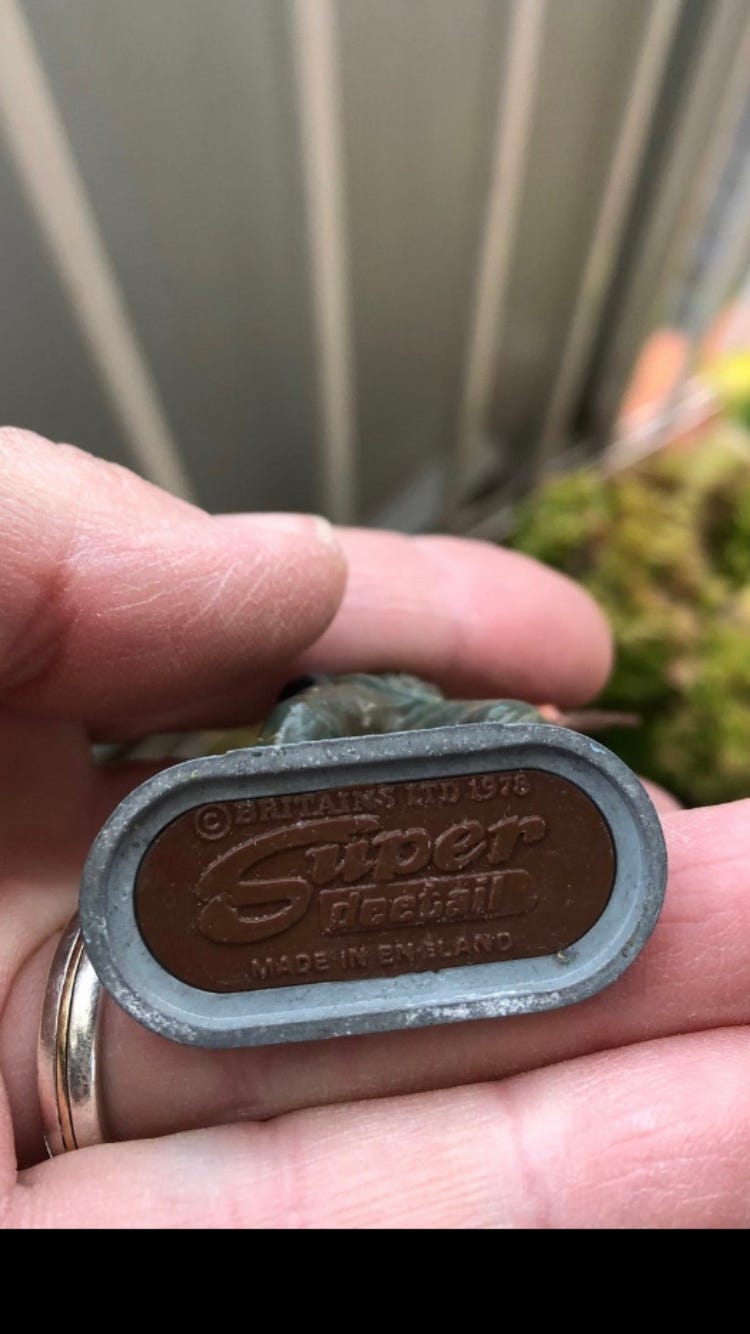 © BRITAINS LTD 1978
Super
deetail
MADE IN ENGLAND